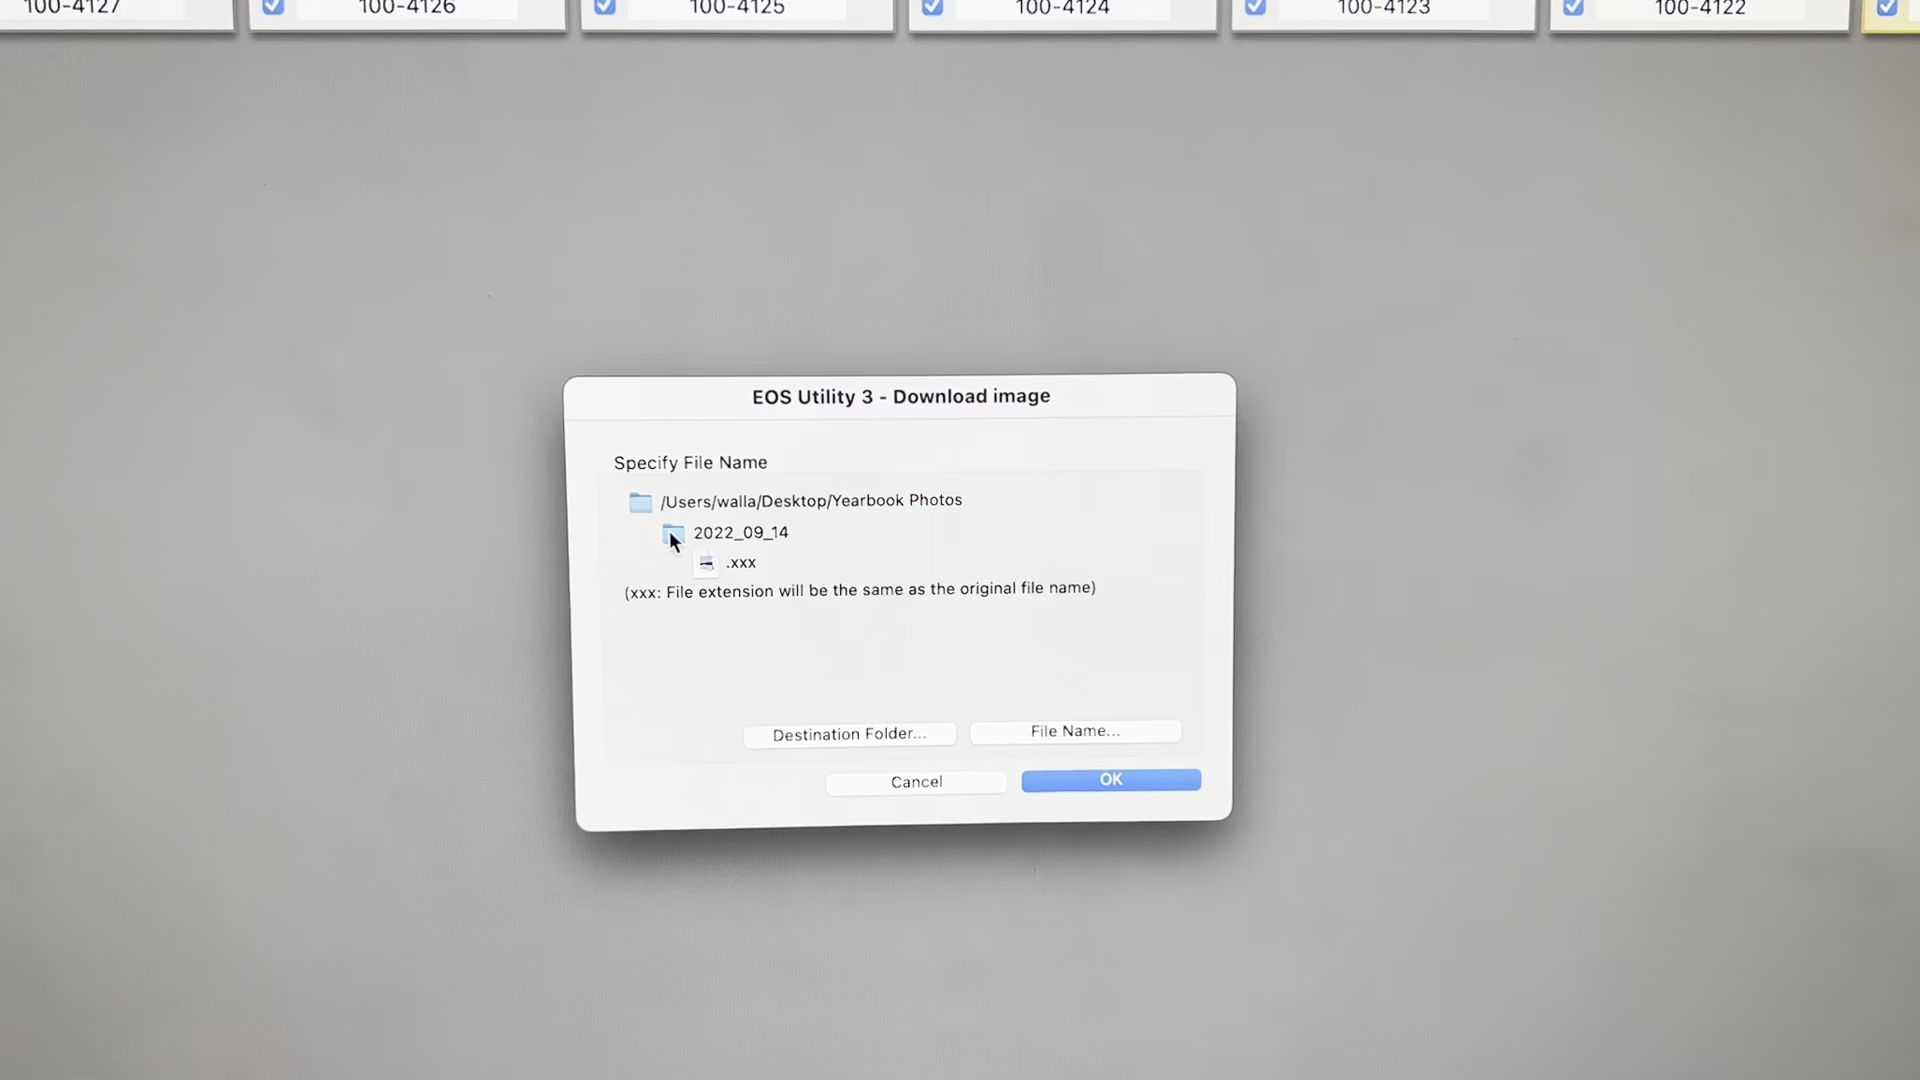 100-4127
100-4126
100-4125
100-4124
100-4123
100-4122
EOS Utility 3 - Download image
Specify File Name
/Users/walla/Desktop/Yearbook Photos
2022_09_14
.xxx
(xxx: File extension will be the same as the original file name)
Destination Folder...
File Name...
Cancel
OK